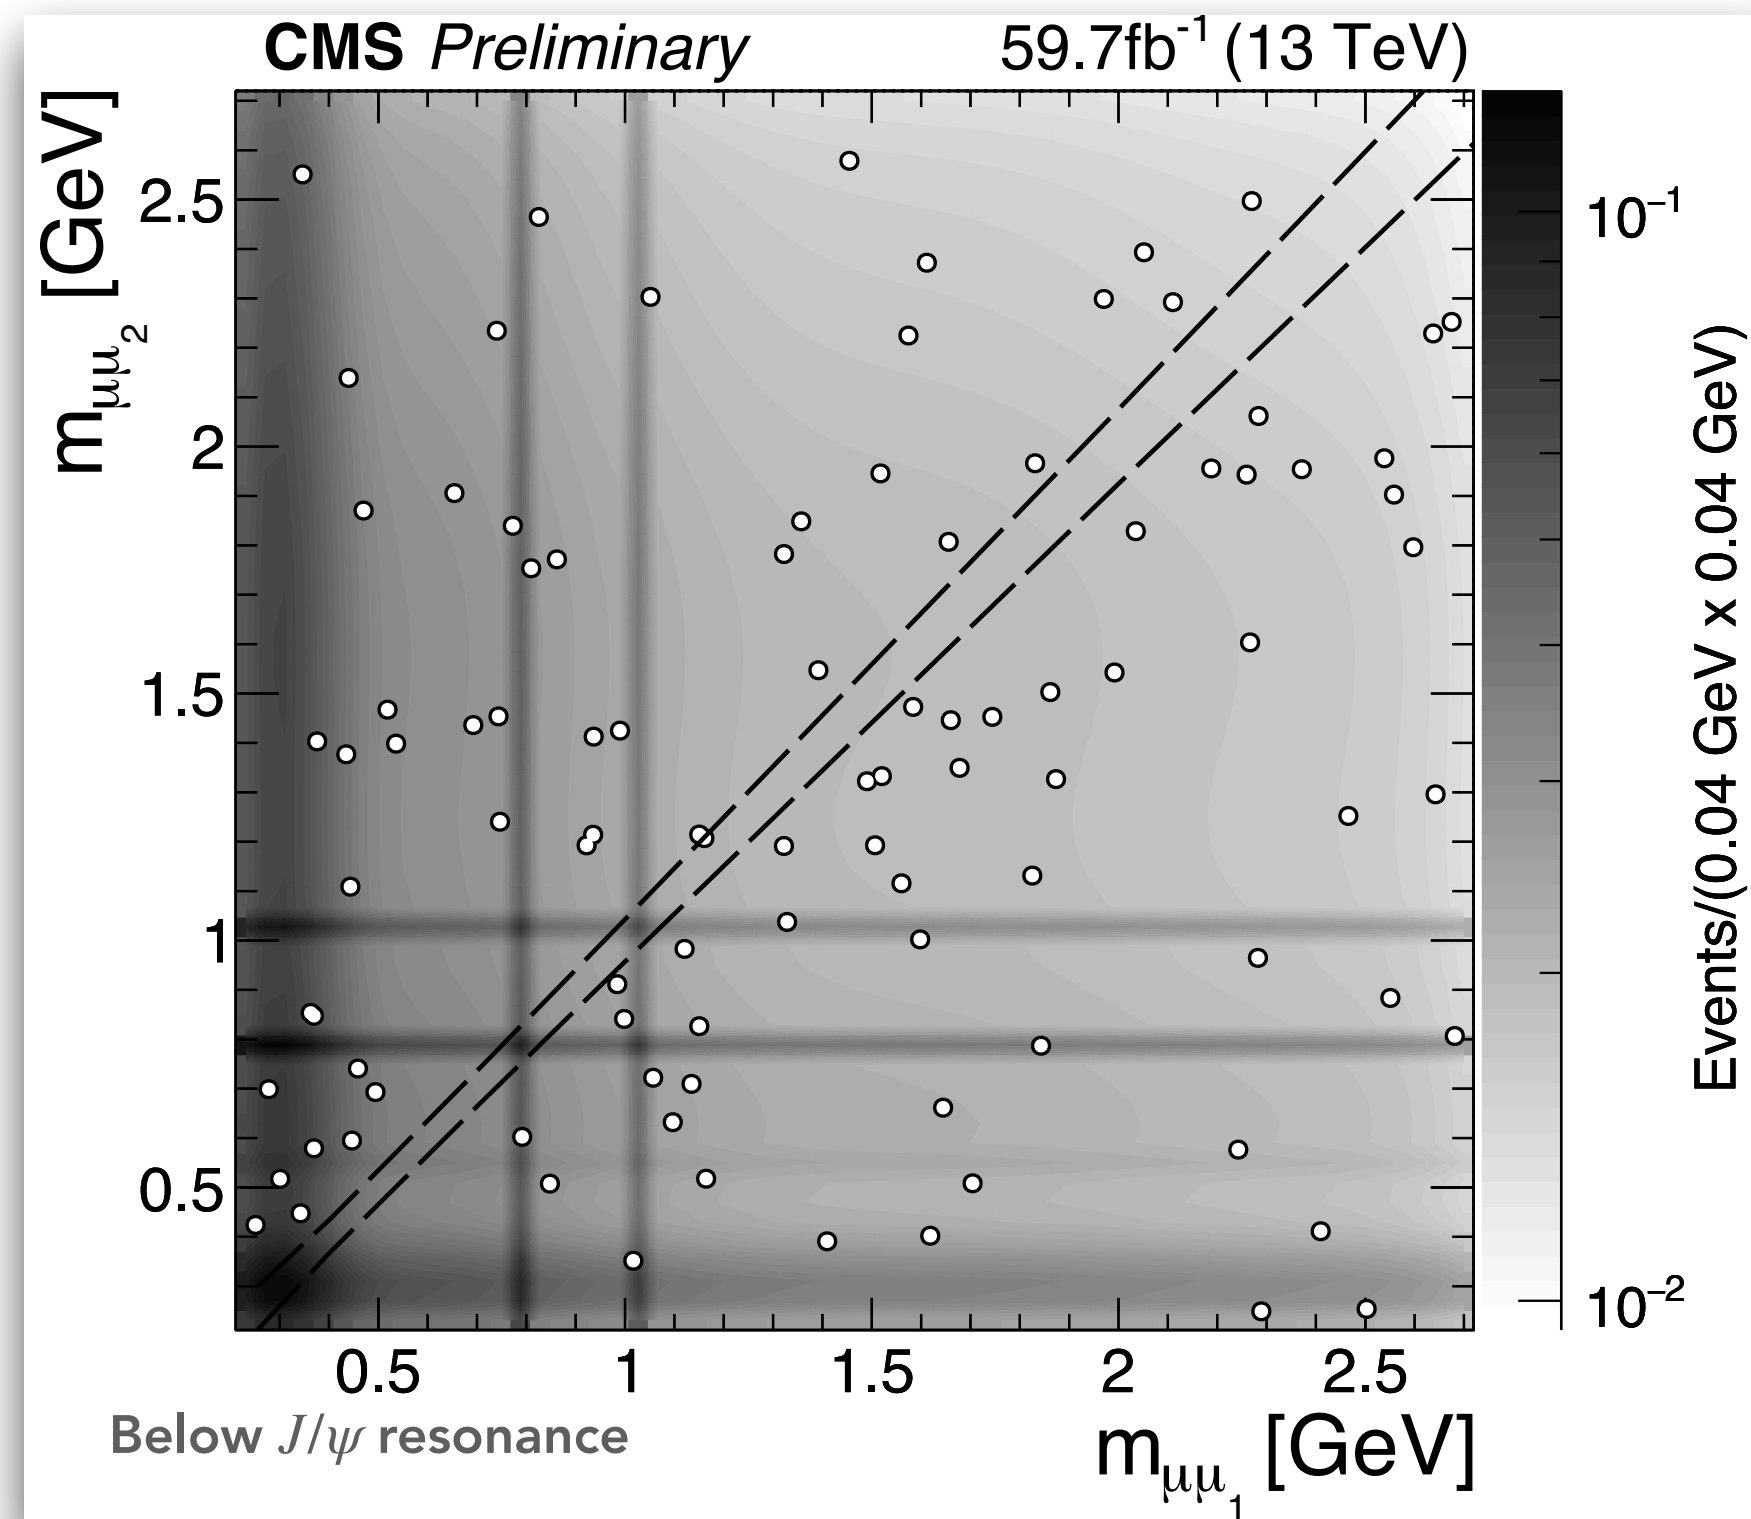 CMS Preliminary 59.7fb⁻¹ (13 TeV)
m_μμ₂ [GeV]
2.5
2
1.5
1
0.5
0.5 1 1.5 2 2.5
m_μμ₁ [GeV]
10⁻¹
10⁻²
Events/(0.04 GeV x 0.04 GeV)
Below J/ψ resonance